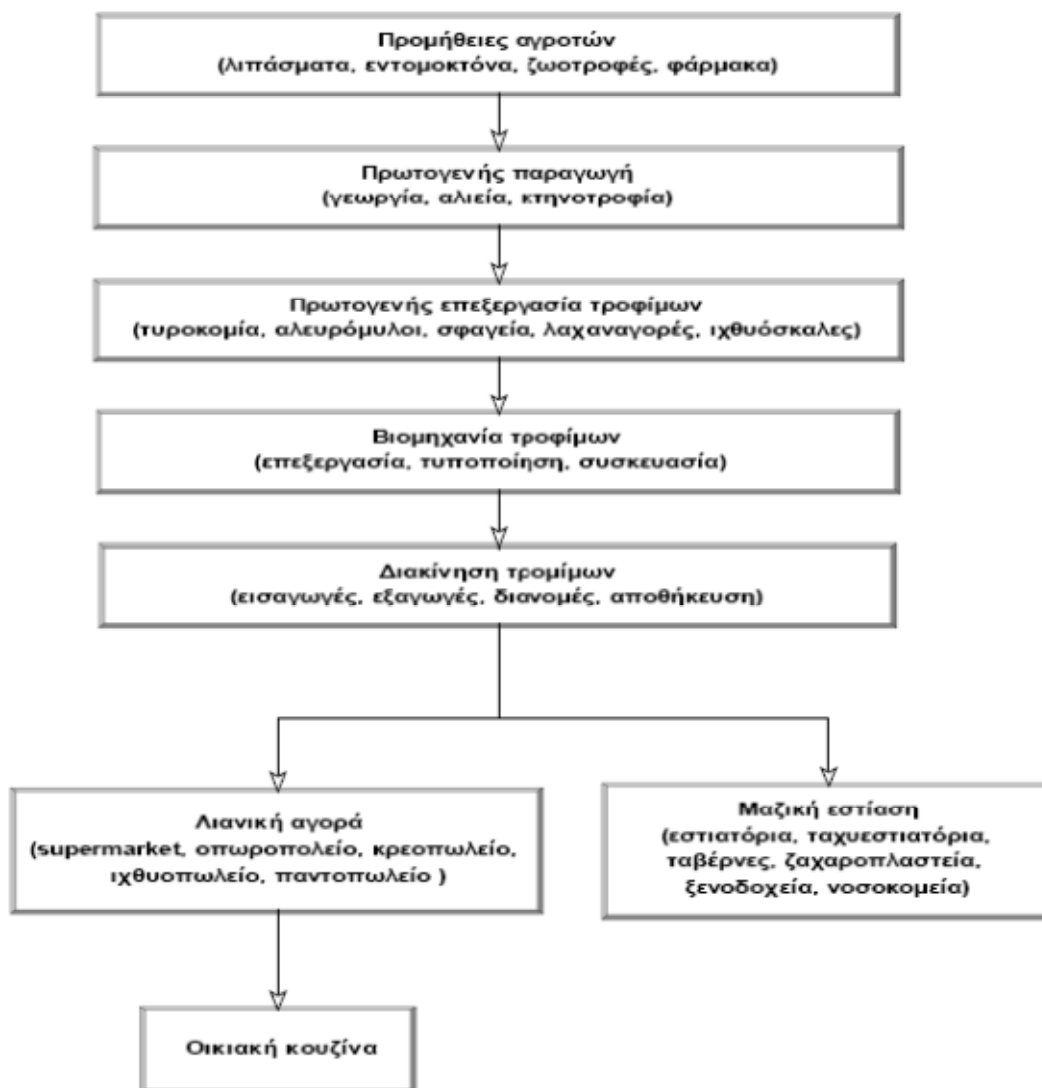 Προμήθειες αγροτών
(λιπάσματα, εντομοκτόνα, ζωοτροφές, φάρμακα)
Πρωτογενής παραγωγή
(γεωργία, αλιεία, κτηνοτροφία)
Πρωτογενής επεξεργασία τροφίμων
(τυροκομία, αλευρόμυλοι, σφαγεία, λαχαναγορές, ιχθυόσκαλες)
Βιομηχανία τροφίμων
(επεξεργασία, τυποποίηση, συσκευασία)
Διακίνηση τρομίμων
(εισαγωγές, εξαγωγές, διανομές, αποθήκευση)
Λιανική αγορά
(supermarket, οπωροπολείο, κρεοπωλείο,
ιχθυοπωλείο, παντοπωλείο )
Μαζική εστίαση
(εστιατόρια, ταχυεστιατόρια,
ταβέρνες, ζαχαροπλαστεία,
ξενοδοχεία, νοσοκομεία)
Οικιακή κουζίνα